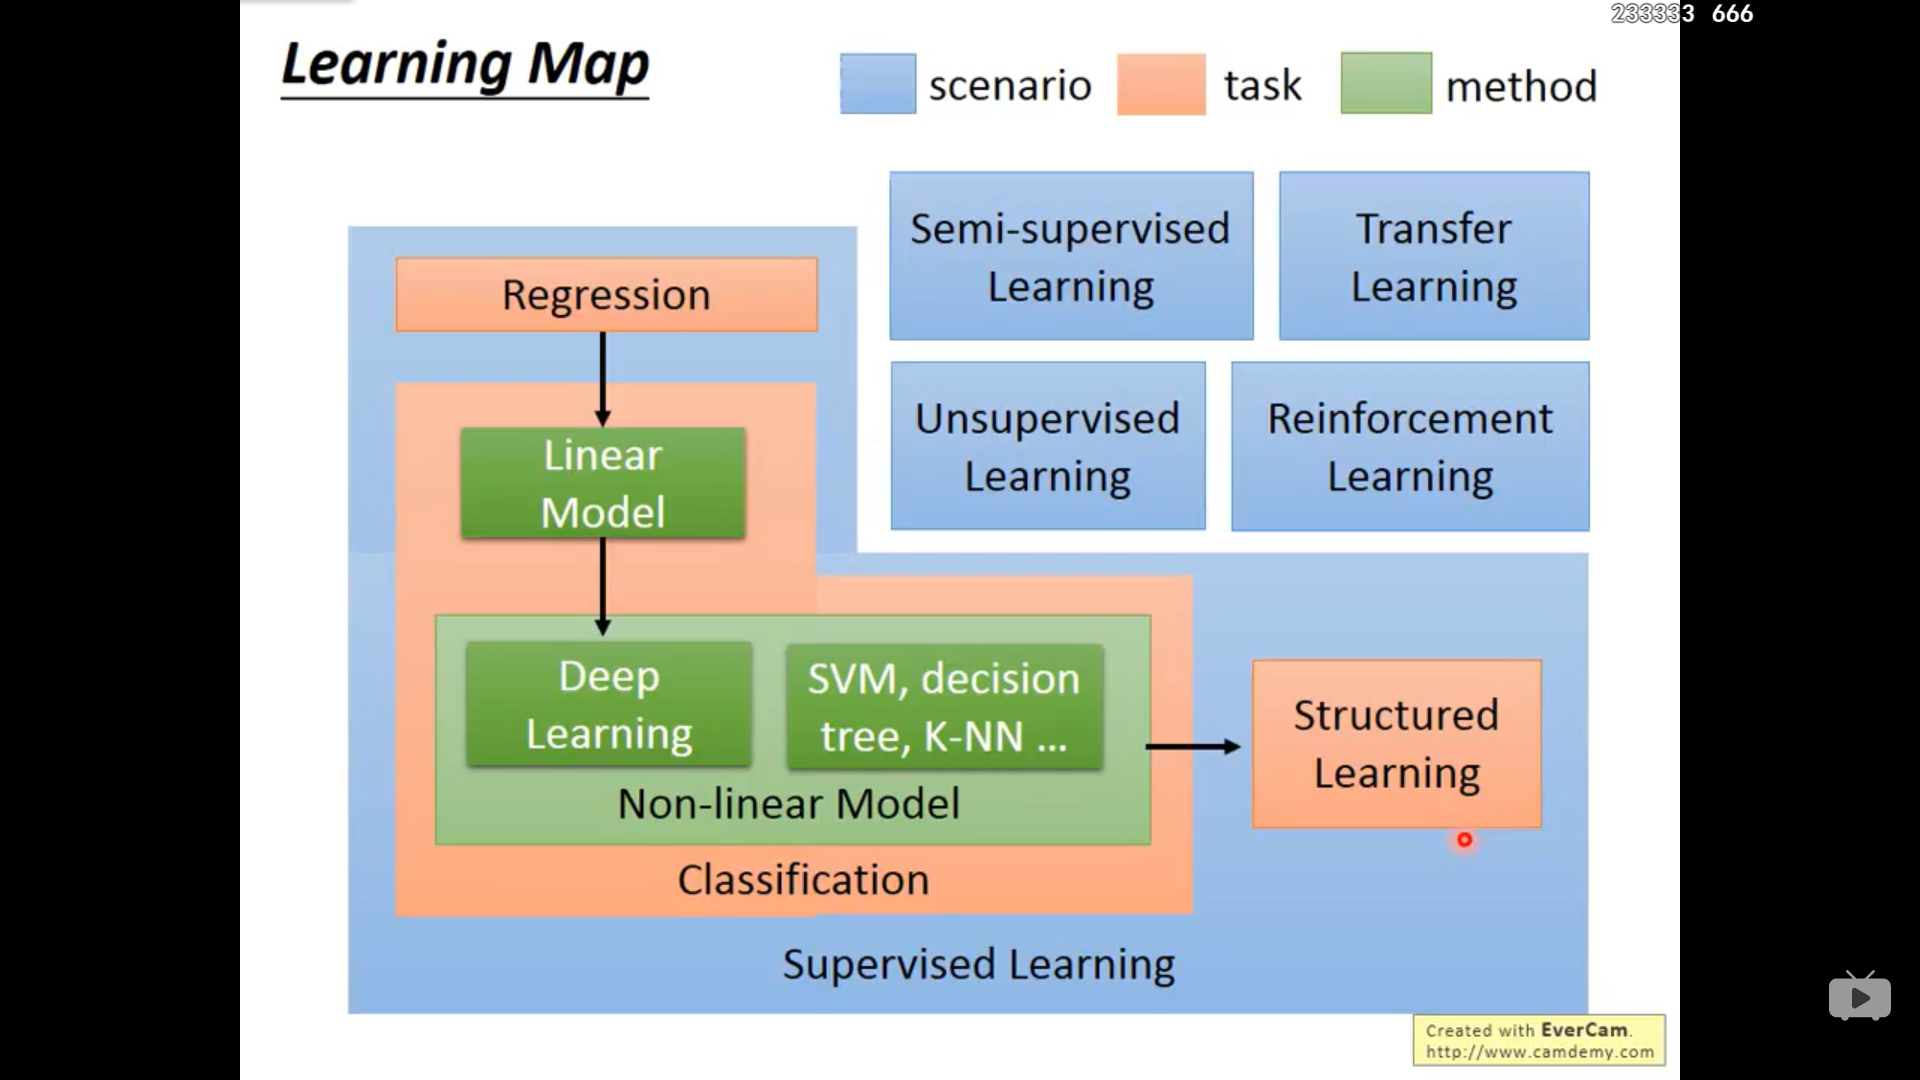 233333 666
Learning Map
scenario
task
method
Semi-supervised
Learning
Transfer
Learning
Regression
Unsupervised
Learning
Reinforcement
Learning
Linear
Model
Deep
Learning
SVM, decision
tree, K-NN ...
Non-linear Model
Structured
Learning
Classification
Supervised Learning
Created with EverCam.
http://www.camdemy.com